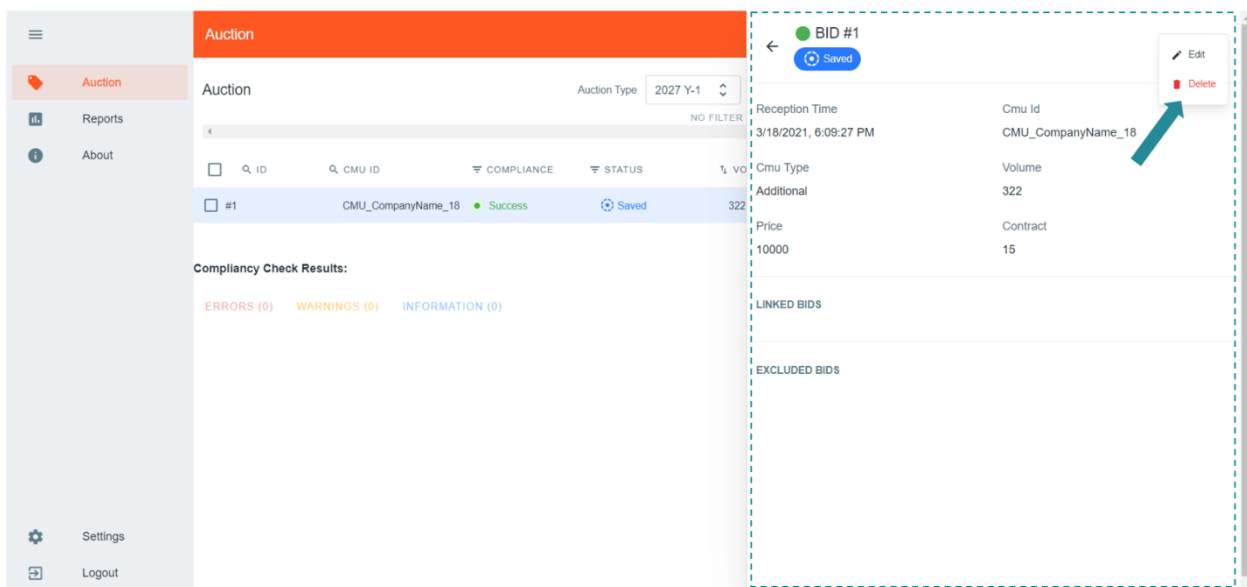 Auction
Reports
About
Settings
Logout
Auction
Auction
Auction Type
2027 Y-1
NO FILTER
ID
CMU ID
COMPLIANCE
STATUS
VO
#1
CMU_CompanyName_18
Success
Saved
322
Compliancy Check Results:
ERRORS (0)
WARNINGS (0)
INFORMATION (0)
BID #1
Saved
Edit
Delete
Reception Time
3/18/2021, 6:09:27 PM
Cmu Id
CMU_CompanyName_18
Cmu Type
Additional
Volume
322
Price
10000
Contract
15
LINKED BIDS
EXCLUDED BIDS